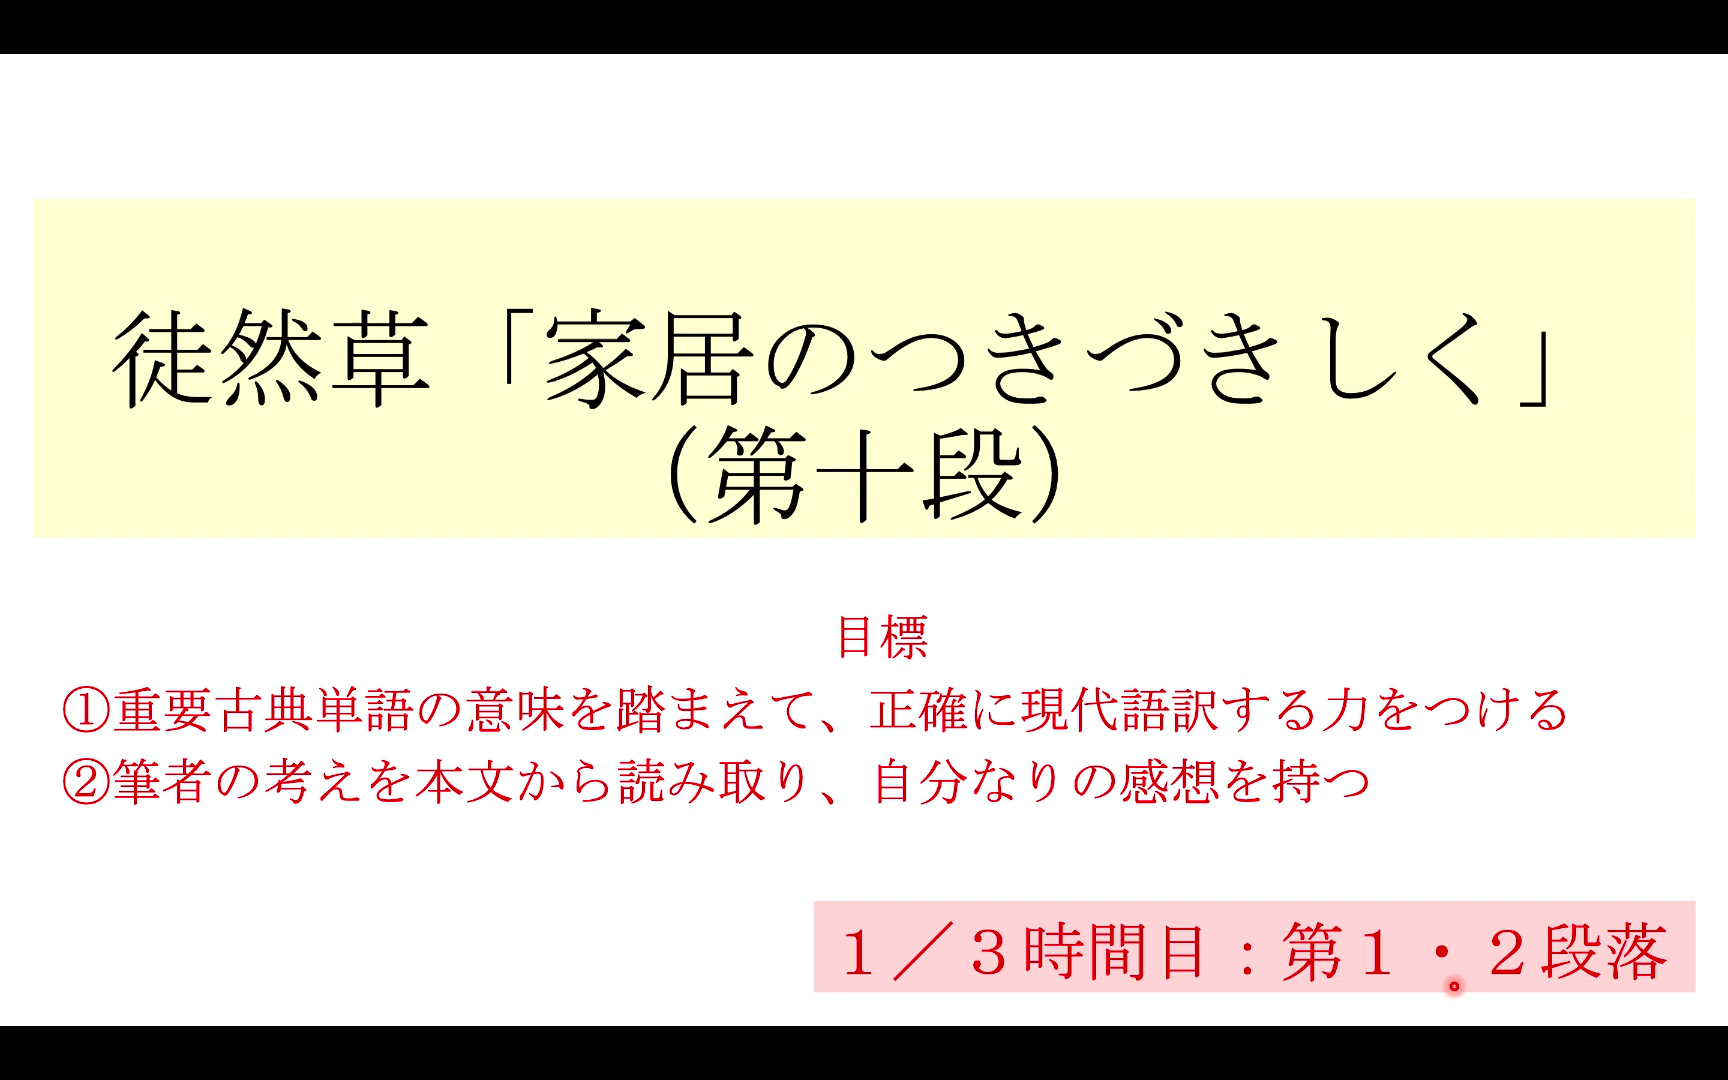 徒然草「家居のつきづきしく」
（第十段）
目標
①重要古典単語の意味を踏まえて、正確に現代語訳する力をつける
②筆者の考えを本文から読み取り、自分なりの感想を持つ
１／３時間目：第１・２段落